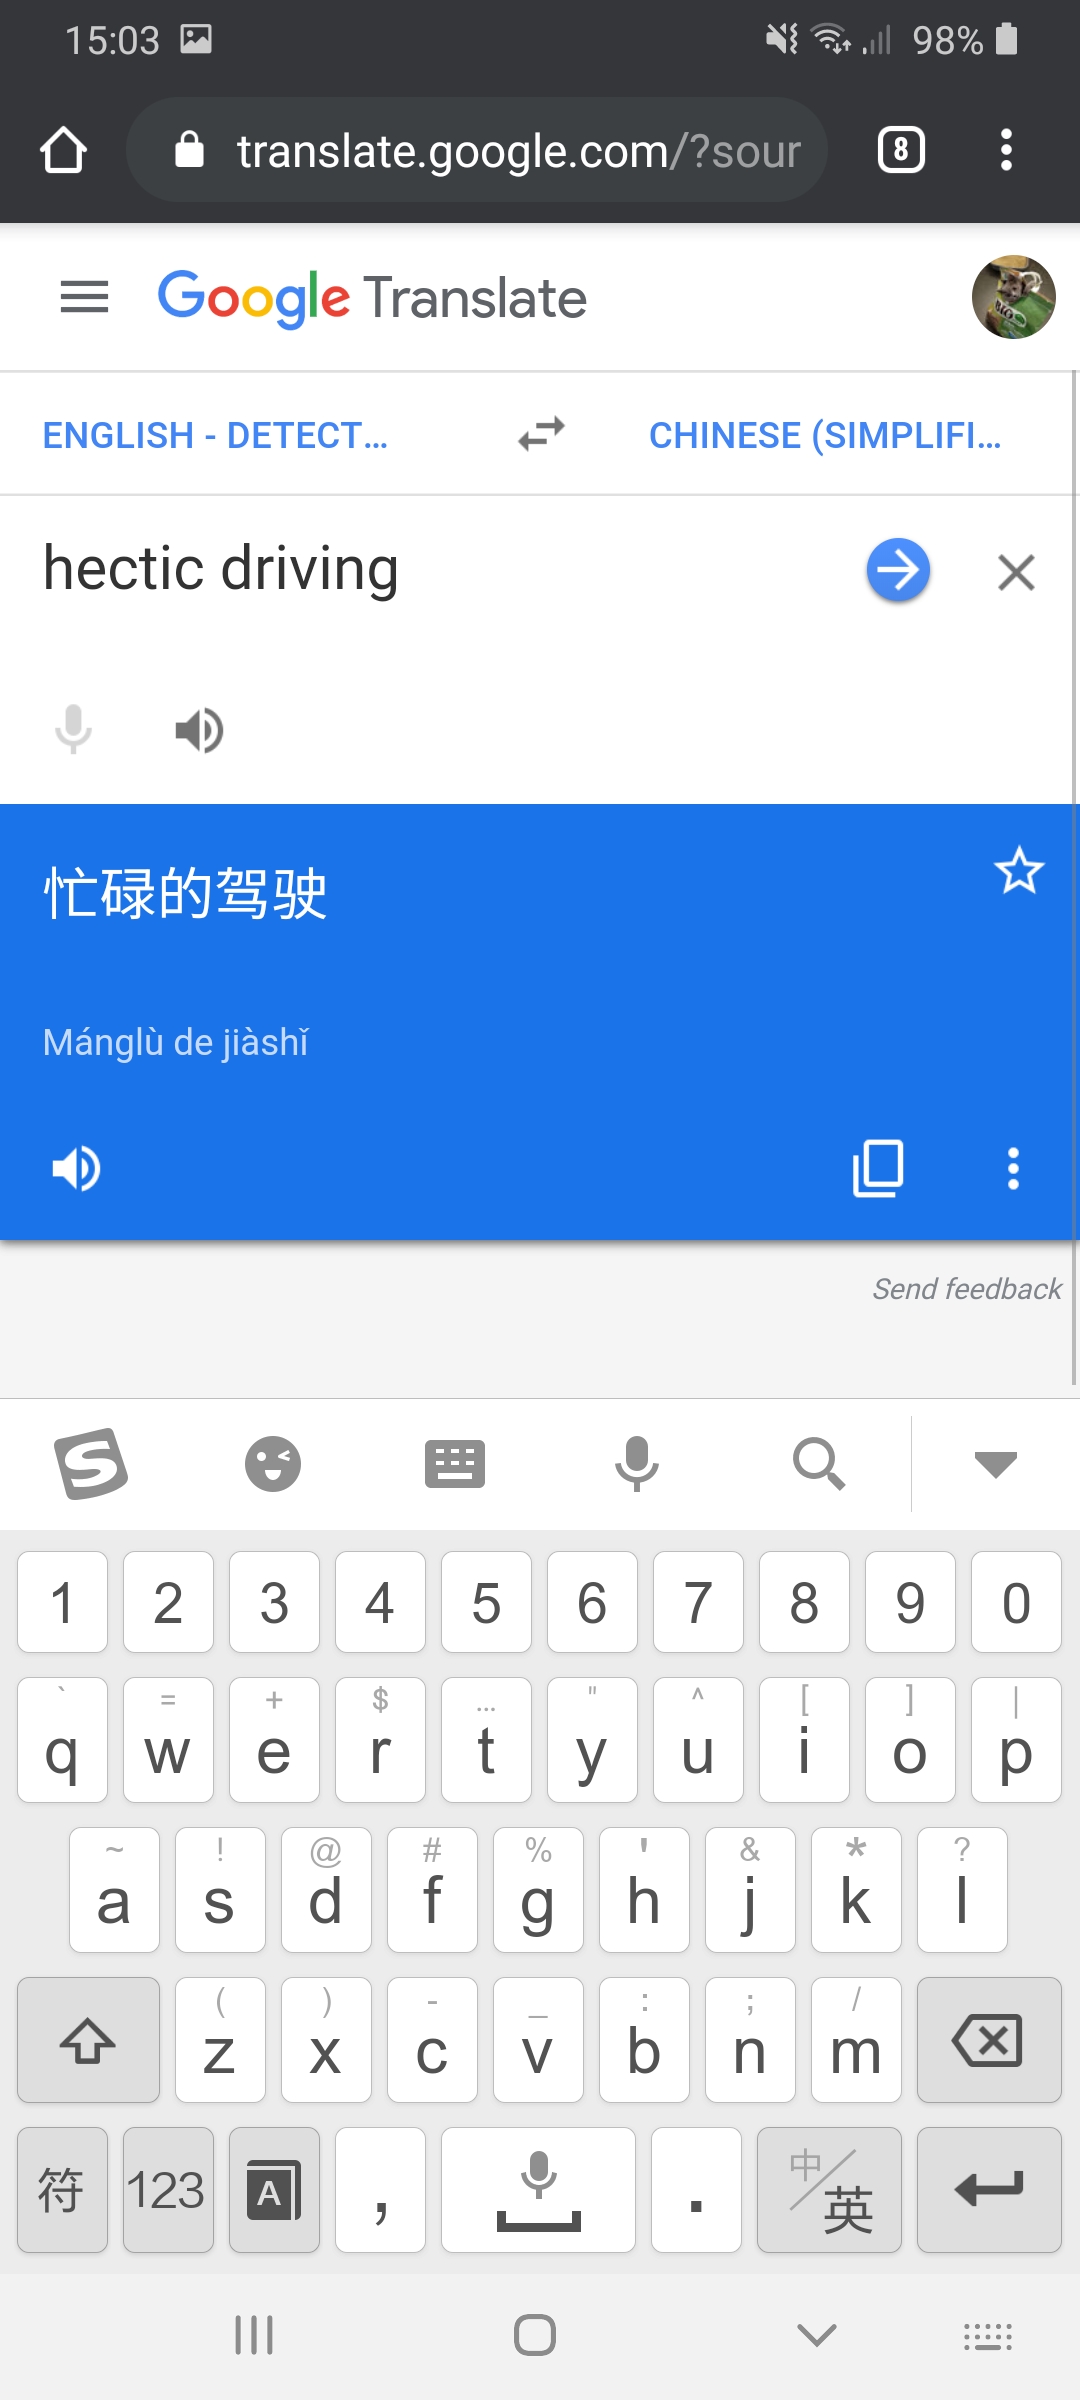 15:03 98%
translate.google.com/?sour 8
Google Translate
ENGLISH - DETECT... CHINESE (SIMPLIFI...
hectic driving
忙碌的驾驶
Mánglù de jiàshǐ
Send feedback
1 2 3 4 5 6 7 8 9 0
` = + $ ... " ^ [ ] |
q w e r t y u i o p
~ ! @ # % ' & * ?
a s d f g h j k l
( ) - _ : ; /
z x c v b n m
符 123 A , . 中/英